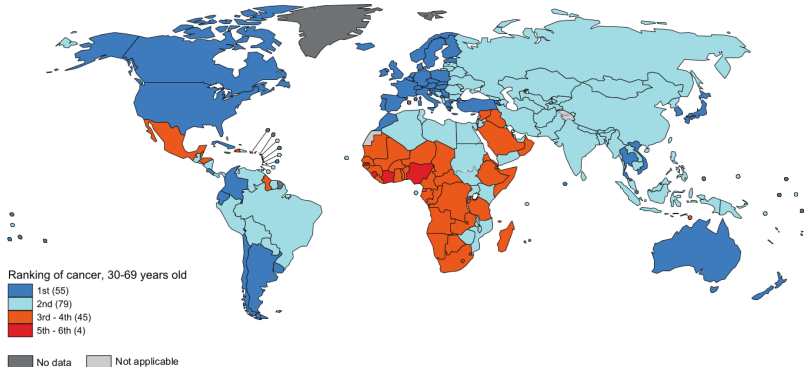 Ranking of cancer, 30-69 years old
1st (55)
2nd (79)
3rd - 4th (45)
5th - 6th (4)
No data
Not applicable